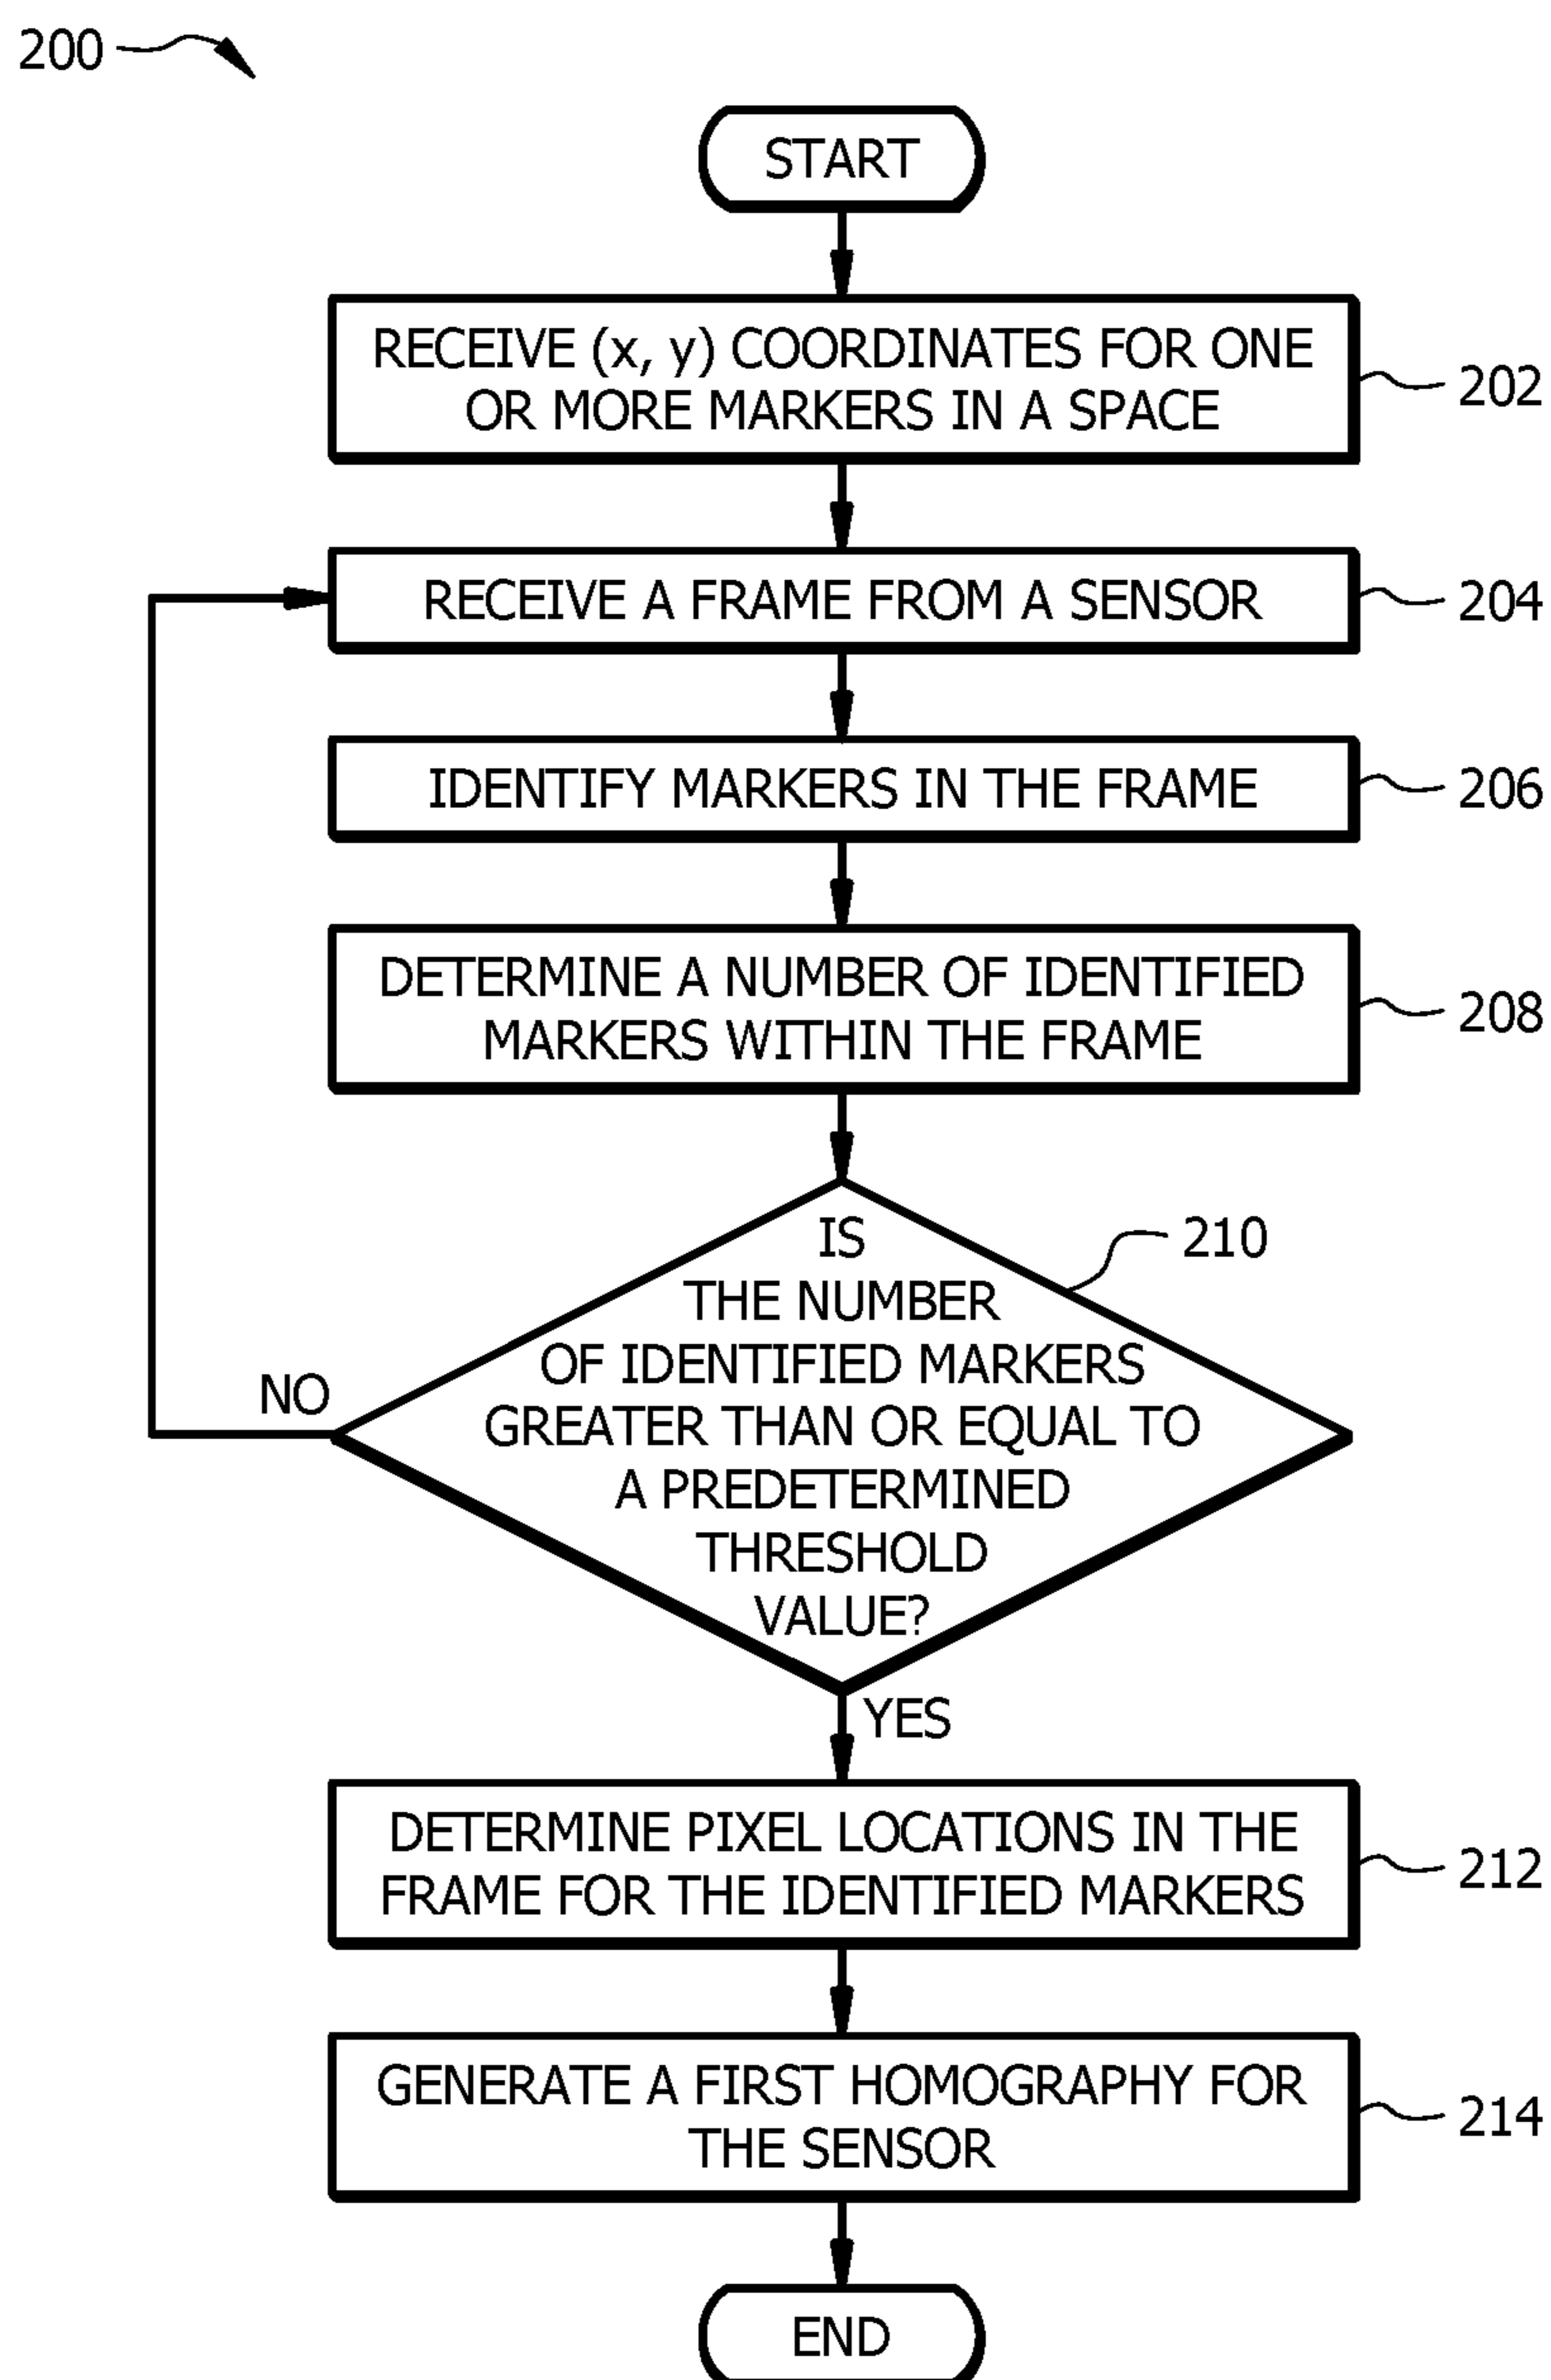 200
START
RECEIVE (x, y) COORDINATES FOR ONE
OR MORE MARKERS IN A SPACE
202
RECEIVE A FRAME FROM A SENSOR
204
IDENTIFY MARKERS IN THE FRAME
206
DETERMINE A NUMBER OF IDENTIFIED
MARKERS WITHIN THE FRAME
208
IS
THE NUMBER
OF IDENTIFIED MARKERS
GREATER THAN OR EQUAL TO
A PREDETERMINED
THRESHOLD
VALUE?
210
NO
YES
DETERMINE PIXEL LOCATIONS IN THE
FRAME FOR THE IDENTIFIED MARKERS
212
GENERATE A FIRST HOMOGRAPHY FOR
THE SENSOR
214
END